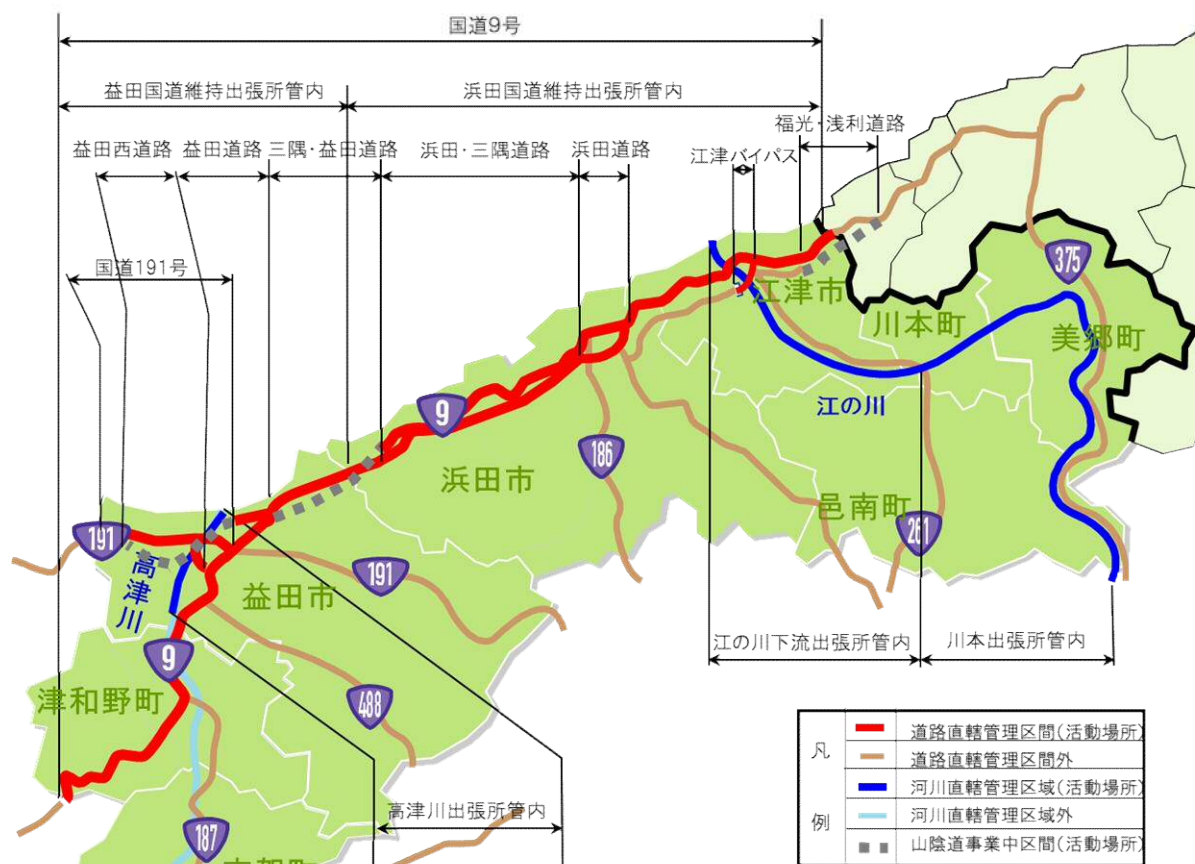 国道9号
益田国道維持出張所管内
浜田国道維持出張所管内
福光・浅利道路
江津バイパス
益田西道路
益田道路
三隅・益田道路
浜田・三隅道路
浜田道路
国道191号
375
江津市
川本町
美郷町
江の川
9
186
浜田市
邑南町
261
191
高津川
191
益田市
9
488
津和野町
江の川下流出張所管内
川本出張所管内
高津川出張所管内
187
凡例
道路直轄管理区間(活動場所)
道路直轄管理区間外
河川直轄管理区域(活動場所)
河川直轄管理区域外
山陰道事業中区間(活動場所)